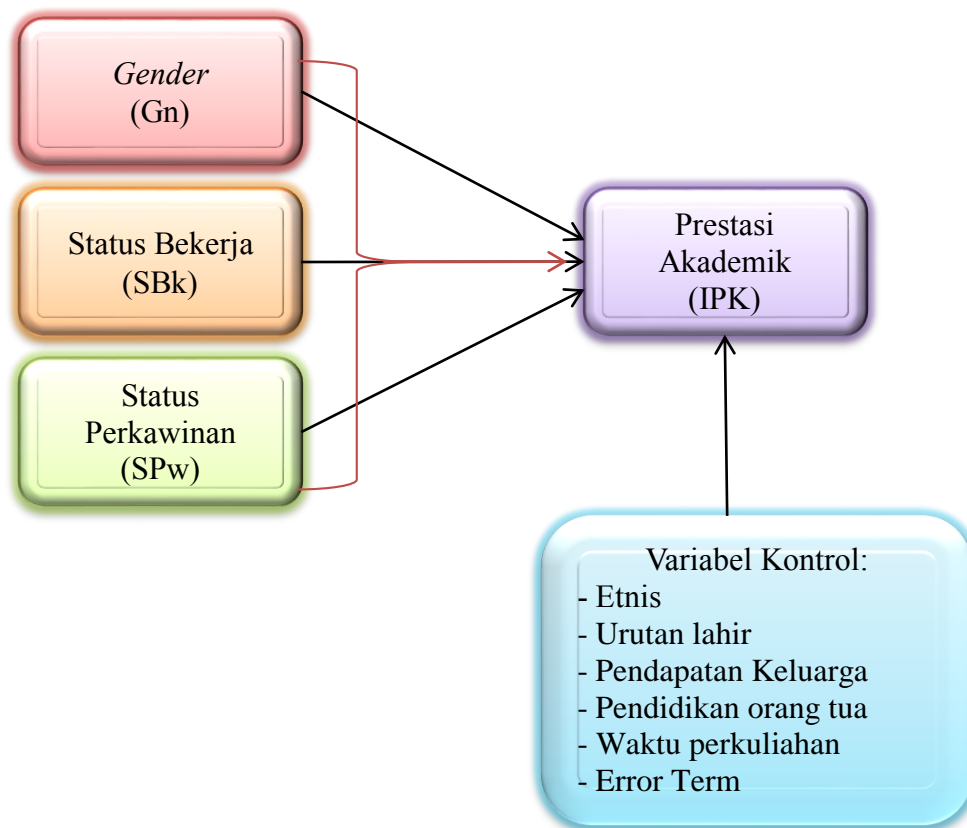 Gender
(Gn)
Status Bekerja
(SBk)
Status
Perkawinan
(SPw)
Prestasi
Akademik
(IPK)
Variabel Kontrol:
- Etnis
- Urutan lahir
- Pendapatan Keluarga
- Pendidikan orang tua
- Waktu perkuliahan
- Error Term